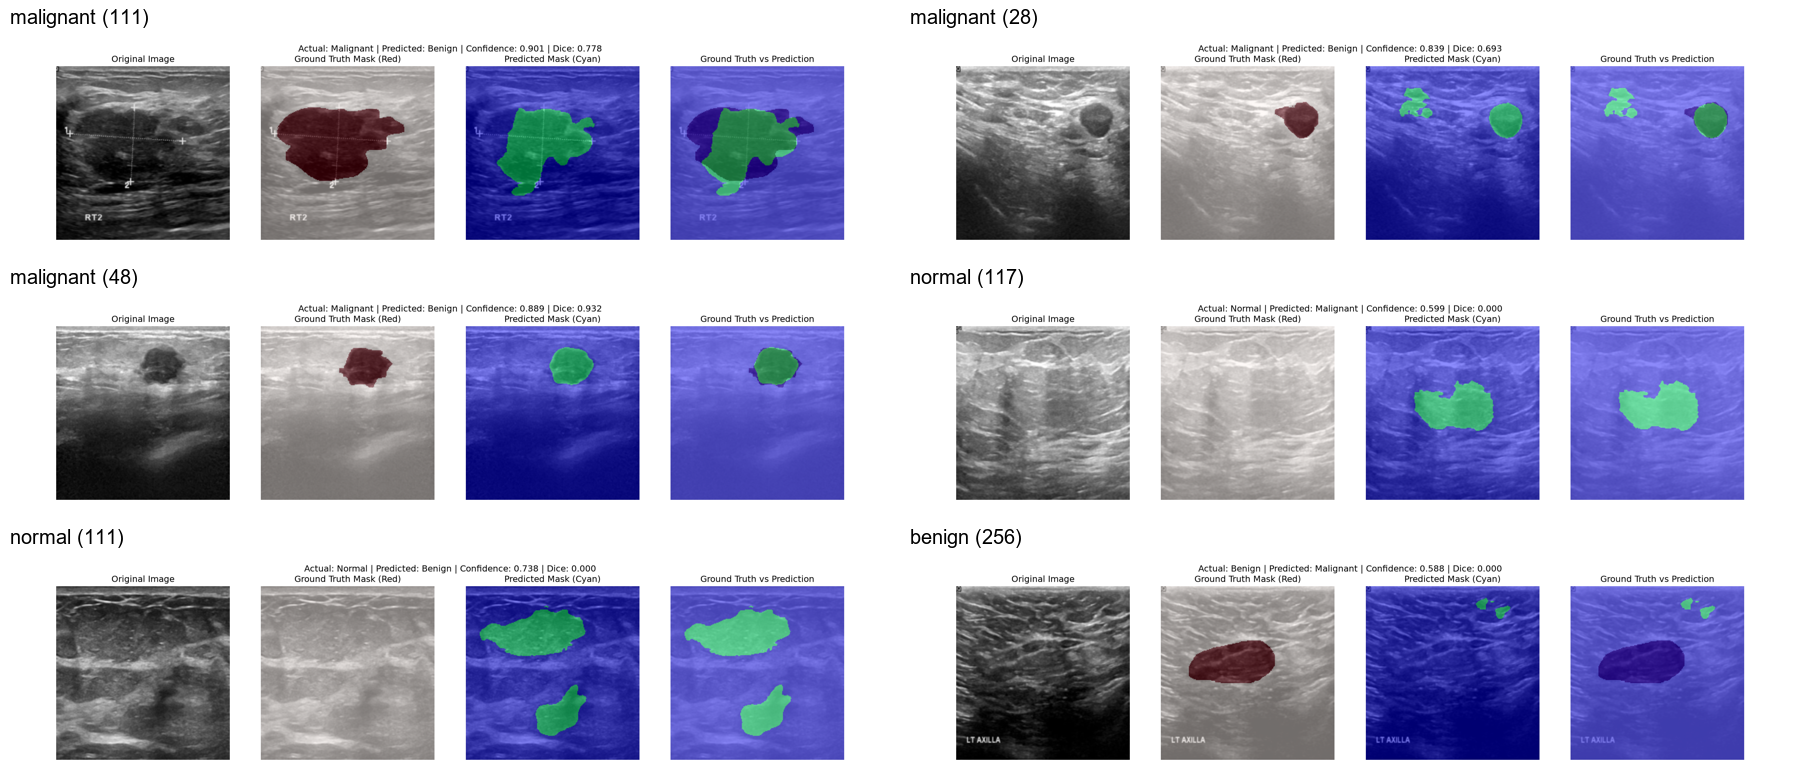 malignant (111)
Actual: Malignant | Predicted: Benign | Confidence: 0.901 | Dice: 0.778
Original Image
Ground Truth Mask (Red)
Predicted Mask (Cyan)
Ground Truth vs Prediction
1
2
RT2
1
2
RT2
1
2
RT2
RT2
malignant (28)
Actual: Malignant | Predicted: Benign | Confidence: 0.839 | Dice: 0.693
Original Image
Ground Truth Mask (Red)
Predicted Mask (Cyan)
Ground Truth vs Prediction
malignant (48)
Actual: Malignant | Predicted: Benign | Confidence: 0.889 | Dice: 0.932
Original Image
Ground Truth Mask (Red)
Predicted Mask (Cyan)
Ground Truth vs Prediction
normal (117)
Actual: Normal | Predicted: Malignant | Confidence: 0.599 | Dice: 0.000
Original Image
Ground Truth Mask (Red)
Predicted Mask (Cyan)
Ground Truth vs Prediction
normal (111)
Actual: Normal | Predicted: Benign | Confidence: 0.738 | Dice: 0.000
Original Image
Ground Truth Mask (Red)
Predicted Mask (Cyan)
Ground Truth vs Prediction
benign (256)
Actual: Benign | Predicted: Malignant | Confidence: 0.588 | Dice: 0.000
Original Image
Ground Truth Mask (Red)
Predicted Mask (Cyan)
Ground Truth vs Prediction
LT AXILLA
LT AXILLA
LT AXILLA
LT AXILLA